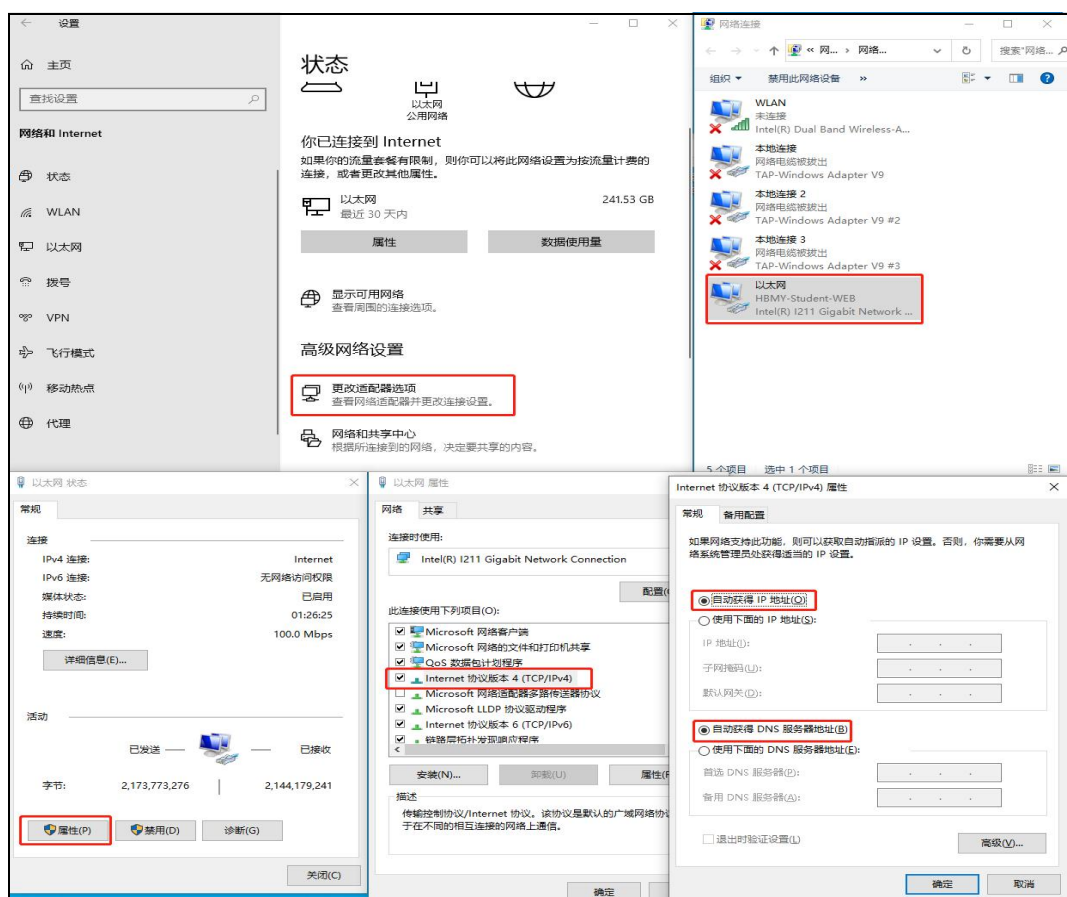 设置
主页
查找设置
网络和 Internet
状态
WLAN
以太网
拨号
VPN
飞行模式
移动热点
代理
状态
以太网
公用网络
你已连接到 Internet
如果你的流量套餐有限制，则你可以将此网络设置为按流量计费的
连接，或者更改其他属性。
以太网
241.53 GB
最近 30 天内
属性
数据使用量
显示可用网络
查看周围的连接选项。
高级网络设置
更改适配器选项
查看网络适配器并更改连接设置。
网络和共享中心
根据所连接到的网络，决定要共享的内容。
网络连接
« 网... › 网络...
搜索"网络...
组织
禁用此网络设备 »
WLAN
未连接
Intel(R) Dual Band Wireless-A...
本地连接
网络电缆被拔出
TAP-Windows Adapter V9
本地连接 2
网络电缆被拔出
TAP-Windows Adapter V9 #2
本地连接 3
网络电缆被拔出
TAP-Windows Adapter V9 #3
以太网
HBMY-Student-WEB
Intel(R) I211 Gigabit Network ...
5 个项目 选中 1 个项目
以太网 状态
常规
连接
IPv4 连接: Internet
IPv6 连接: 无网络访问权限
媒体状态: 已启用
持续时间: 01:26:25
速度: 100.0 Mbps
详细信息(E)...
活动
已发送 — — 已接收
字节: 2,173,773,276 | 2,144,179,241
属性(P)
禁用(D)
诊断(G)
关闭(C)
以太网 属性
网络 共享
连接时使用:
Intel(R) I211 Gigabit Network Connection
配置(
此连接使用下列项目(O):
Microsoft 网络客户端
Microsoft 网络的文件和打印机共享
QoS 数据包计划程序
Internet 协议版本 4 (TCP/IPv4)
Microsoft 网络适配器多路传送器协议
Microsoft LLDP 协议驱动程序
Internet 协议版本 6 (TCP/IPv6)
链路层拓扑发现响应程序
安装(N)...
卸载(U)
属性(
描述
传输控制协议/Internet 协议。该协议是默认的广域网络协
于在不同的相互连接的网络上通信。
确定
Internet 协议版本 4 (TCP/IPv4) 属性
常规 备用配置
如果网络支持此功能，则可以获取自动指派的 IP 设置。否则，你需要从网
络系统管理员处获得适当的 IP 设置。
自动获得 IP 地址(O)
使用下面的 IP 地址(S):
IP 地址(I):
子网掩码(U):
默认网关(D):
自动获得 DNS 服务器地址(B)
使用下面的 DNS 服务器地址(E):
首选 DNS 服务器(P):
备用 DNS 服务器(A):
退出时验证设置(L)
高级(V)...
确定
取消